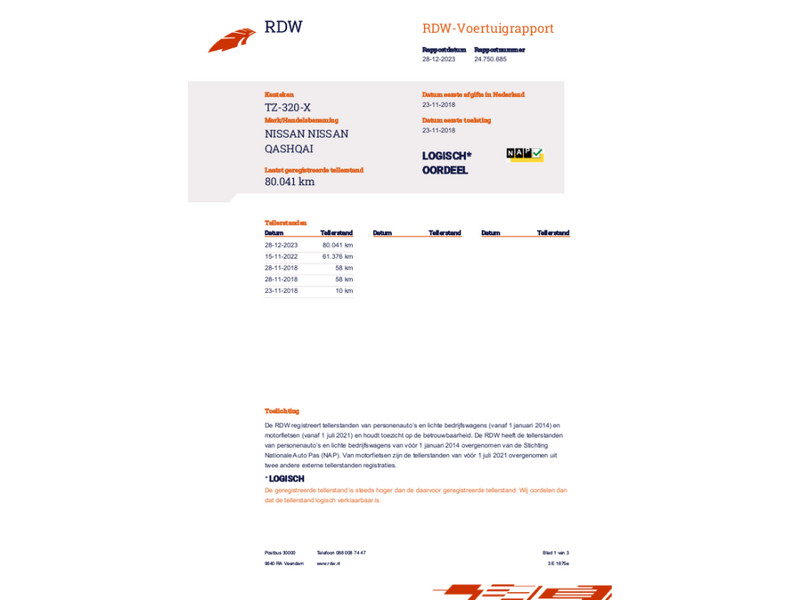 RDW
RDW-Voertuigrapport
Rapportdatum Rapportnummer
28-12-2023 24.750.685
Kenteken
TZ-320-X
Merk/Handelsbenaming
NISSAN NISSAN
QASHQAI
Laatst geregistreerde tellerstand
80.041 km
Datum eerste afgifte in Nederland
23-11-2018
Datum eerste toelating
23-11-2018
LOGISCH*
OORDEEL
NAP
Tellerstanden
Datum Tellerstand Datum Tellerstand Datum Tellerstand
28-12-2023 80.041 km
15-11-2022 61.376 km
28-11-2018 58 km
28-11-2018 58 km
23-11-2018 10 km
Toelichting
De RDW registreert tellerstanden van personenauto's en lichte bedrijfswagens (vanaf 1 januari 2014) en
motorfietsen (vanaf 1 juli 2021) en houdt toezicht op de betrouwbaarheid. De RDW heeft de tellerstanden
van personenauto's en lichte bedrijfswagens van vóór 1 januari 2014 overgenomen van de Stichting
Nationale Auto Pas (NAP). Van motorfietsen zijn de tellerstanden van vóór 1 juli 2021 overgenomen uit
twee andere externe tellerstanden registraties.
* LOGISCH
De geregistreerde tellerstand is steeds hoger dan de daarvoor geregistreerde tellerstand. Wij oordelen dan
dat de tellerstand logisch verklaarbaar is.
Postbus 30000 Telefoon 088 008 74 47 Blad 1 van 3
9640 RA Veendam www.rdw.nl 3 E 1675a